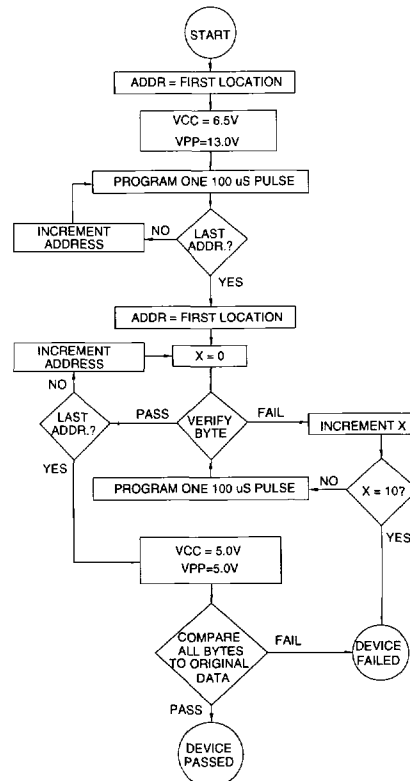 START
ADDR = FIRST LOCATION
VCC = 6.5V
VPP=13.0V
PROGRAM ONE 100 uS PULSE
INCREMENT
ADDRESS
NO
LAST
ADDR.?
YES
ADDR = FIRST LOCATION
INCREMENT
ADDRESS
X = 0
NO
LAST
ADDR.?
PASS
VERIFY
BYTE
FAIL
INCREMENT X
YES
PROGRAM ONE 100 uS PULSE
NO
X = 10?
YES
VCC = 5.0V
VPP=5.0V
COMPARE
ALL BYTES
TO ORIGINAL
DATA
FAIL
DEVICE
FAILED
PASS
DEVICE
PASSED